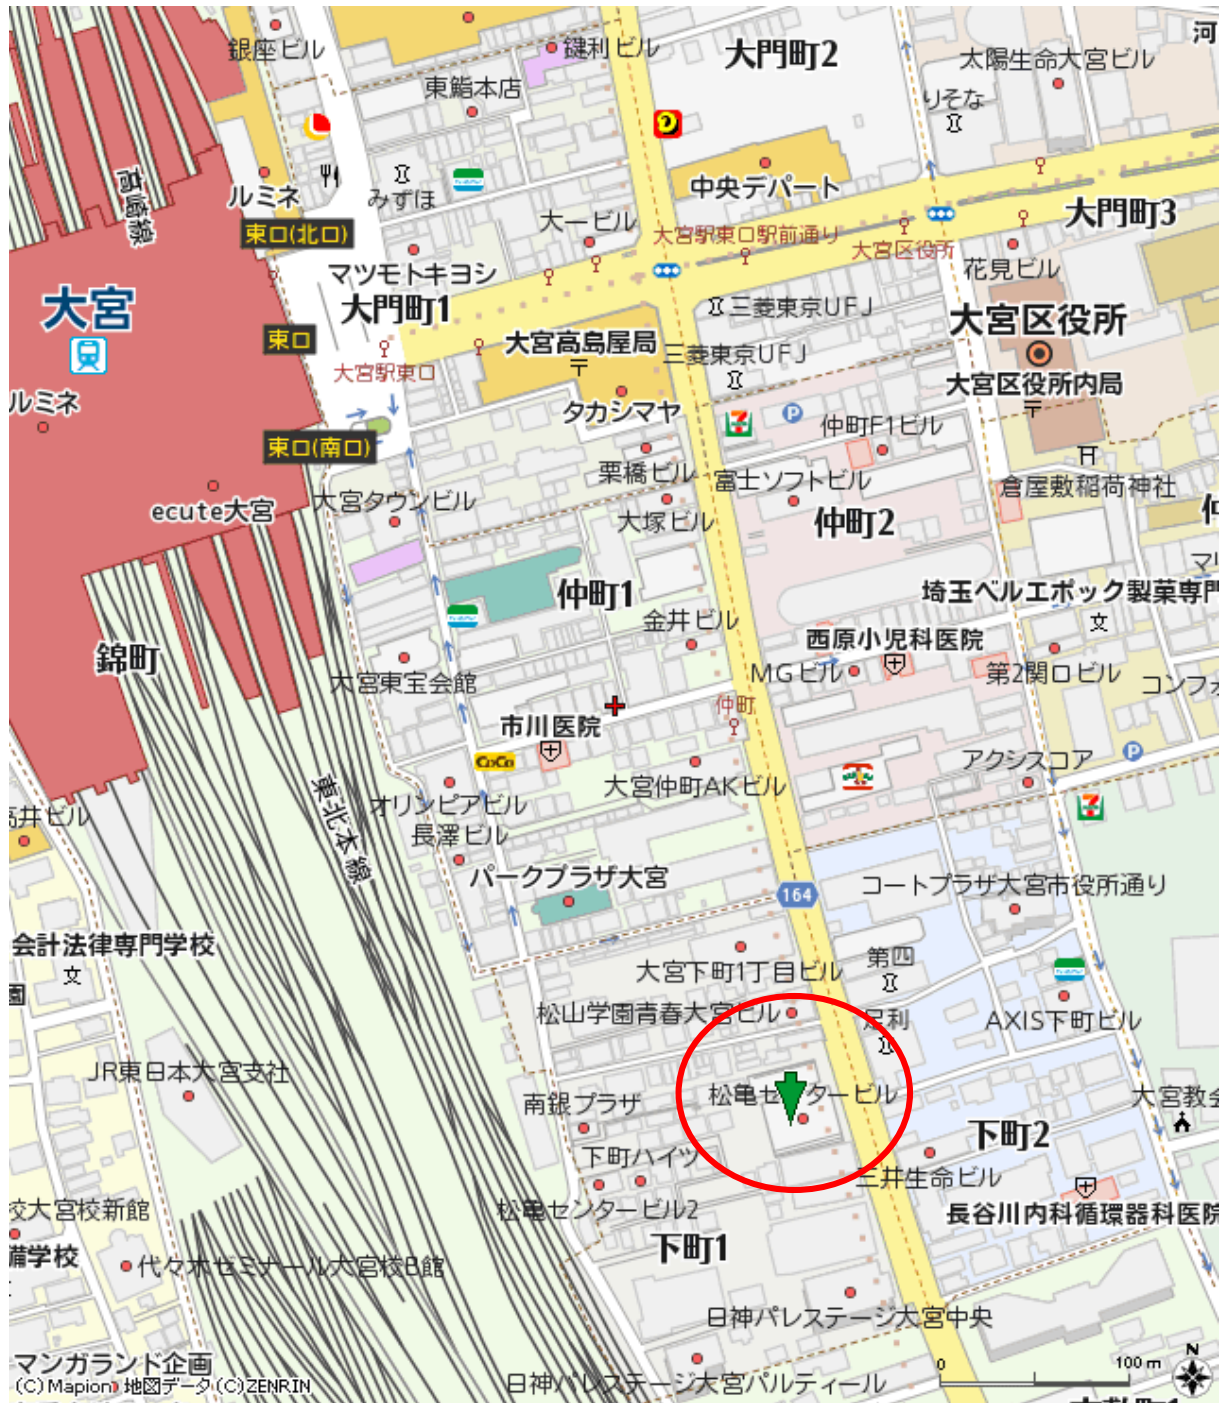 河
銀座ビル
鍵利ビル
大門町2
太陽生命大宮ビル
東鮨本店
りそな
高崎線
ルミネ
みずほ
中央デパート
東口(北口)
大一ビル
大宮駅東口駅前通り
大宮区役所
大門町3
マツモトキヨシ
花見ビル
大宮
大門町1
三菱東京UFJ
大宮区役所
東口
大宮高島屋局
三菱東京UFJ
大宮駅東口
大宮区役所内局
ルミネ
タカシマヤ
仲町F1ビル
東口(南口)
栗橋ビル
富士ソフトビル
倉屋敷稲荷神社
ecute大宮
大宮タウンビル
大塚ビル
仲町2
仲町1
埼玉ベルエポック製菓専門
金井ビル
西原小児科医院
錦町
大宮東宝会館
MGビル
第2関口ビル
コンフォ
市川医院
仲町
CoCo
アクシスコア
東北本線
オリンピアビル
大宮仲町AKビル
高井ビル
長澤ビル
パークプラザ大宮
164
コートプラザ大宮市役所通り
会計法律専門学校
大宮下町1丁目ビル
第四
園
松山学園青春大宮ビル
足利
AXIS下町ビル
JR東日本大宮支社
南銀プラザ
松亀センタービル
大宮教会
下町2
下町ハイツ
三井生命ビル
校大宮校新館
松亀センタービル2
長谷川内科循環器科医院
備学校
代々木ゼミナール大宮校B館
下町1
日神パレステージ大宮中央
マンガランド企画
0
100m
N
(C)Mapion 地図データ(C)ZENRIN
日神パレステージ大宮パルティール